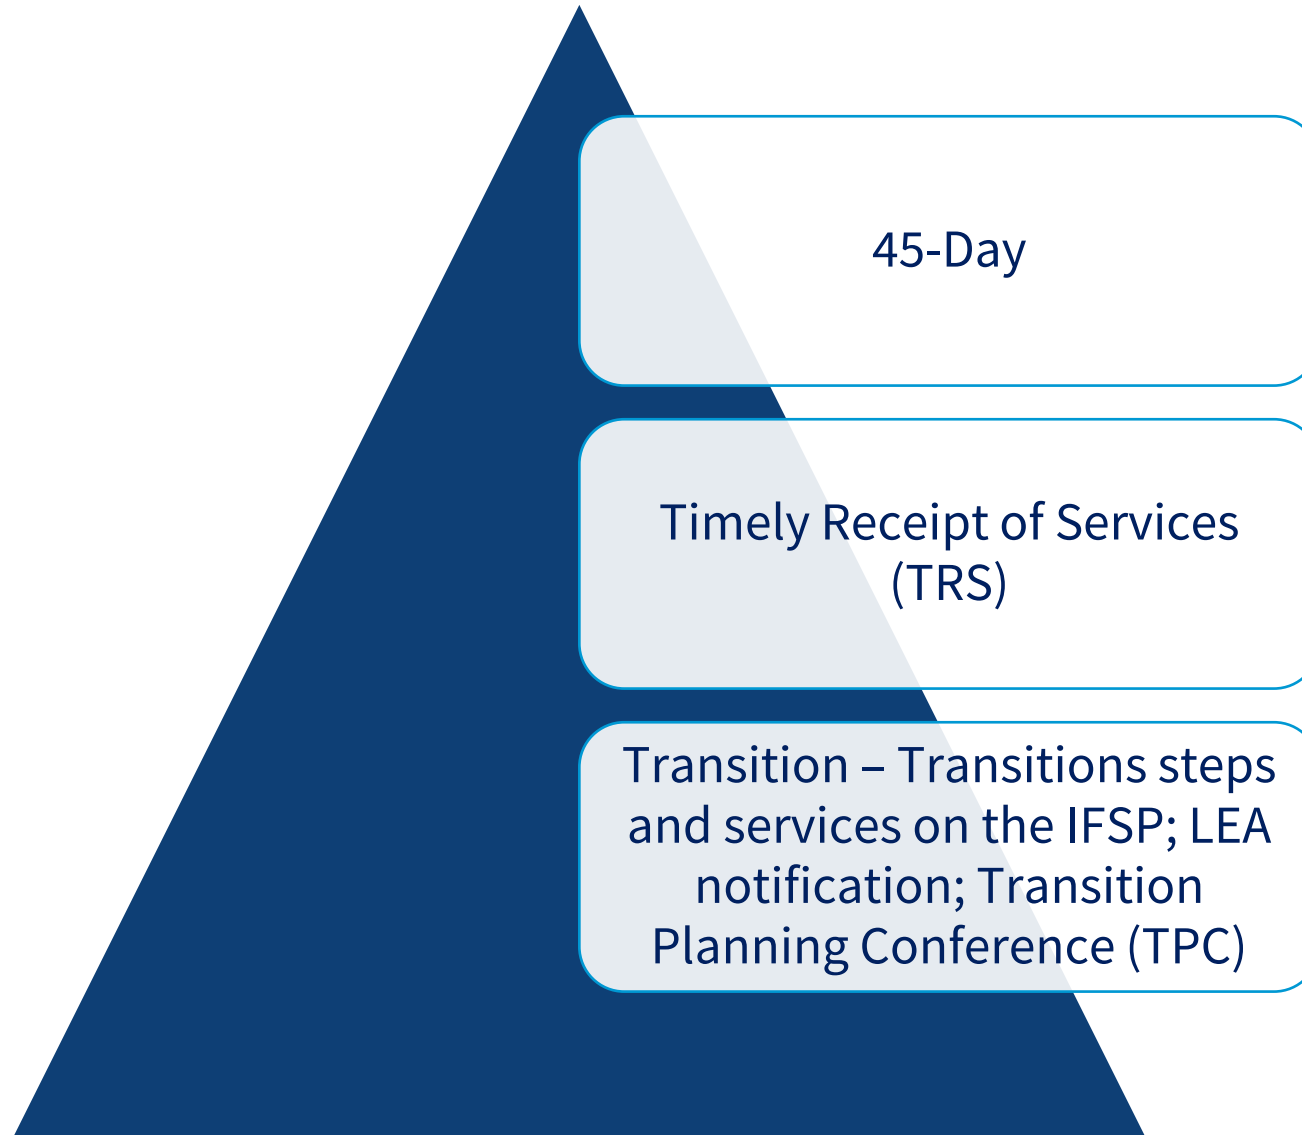 45-Day
Timely Receipt of Services
(TRS)
Transition – Transitions steps
and services on the IFSP; LEA
notification; Transition
Planning Conference (TPC)